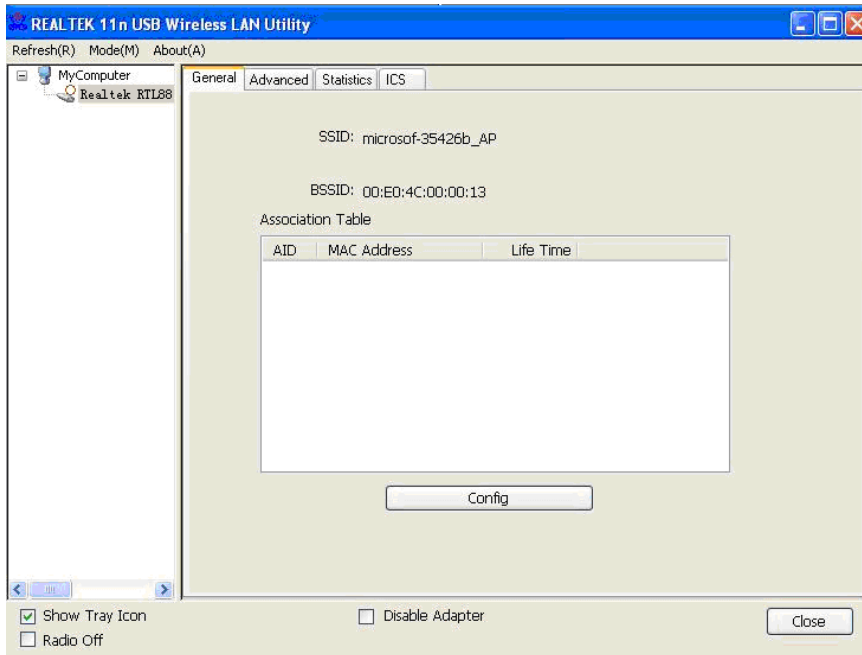 REALTEK 11n USB Wireless LAN Utility
Refresh(R) Mode(M) About(A)
MyComputer
Realtek RTL88
General Advanced Statistics ICS
SSID: microsof-35426b_AP
BSSID: 00:E0:4C:00:00:13
Association Table
AID MAC Address Life Time
Config
Show Tray Icon
Disable Adapter
Close
Radio Off